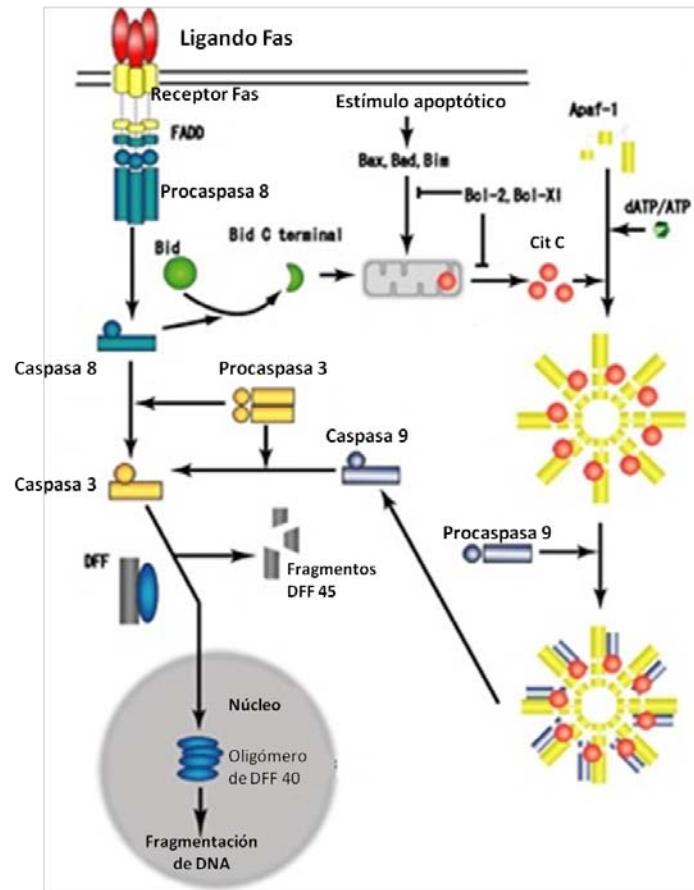 Ligando Fas
Receptor Fas
FADD
Procaspasa 8
Estímulo apoptótico
Bax, Bad, Bim
Bcl-2, Bcl-Xl
Apaf-1
dATP/ATP
Bid
Bid C terminal
Cit C
Caspasa 8
Procaspasa 3
Caspasa 9
Caspasa 3
Procaspasa 9
DFF
Fragmentos
DFF 45
Núcleo
Oligómero
de DFF 40
Fragmentación
de DNA